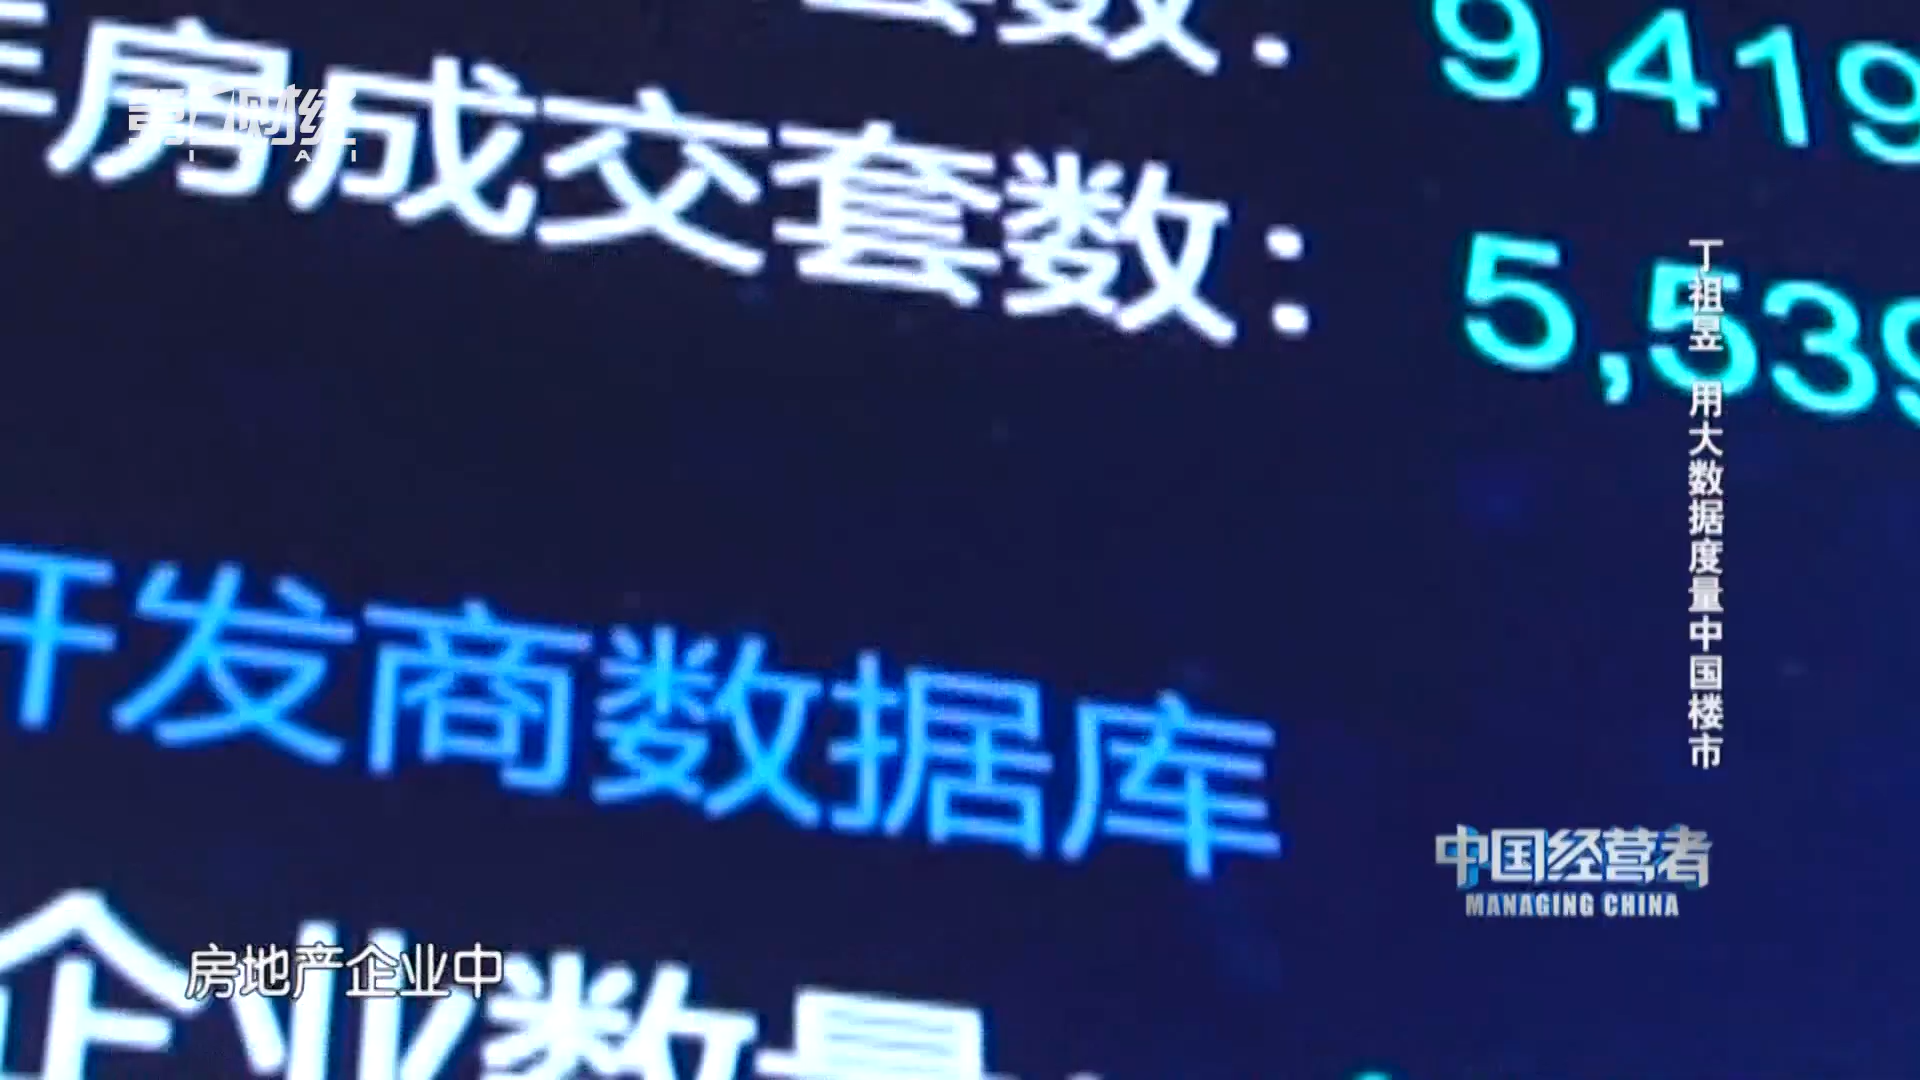 套数： 9,419
房成交套数： 5,539
第一财经
YICAI
丁祖昱 用大数据度量中国楼市
开发商数据库
中国经营者
MANAGING CHINA
企业数量：
房地产企业中